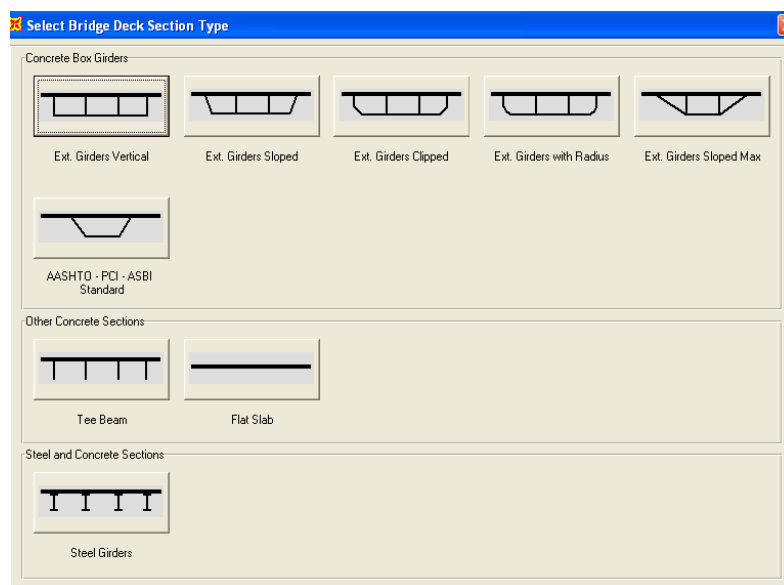 Select Bridge Deck Section Type
Concrete Box Girders
Ext. Girders Vertical
Ext. Girders Sloped
Ext. Girders Clipped
Ext. Girders with Radius
Ext. Girders Sloped Max
AASHTO - PCI - ASBI
Standard
Other Concrete Sections
Tee Beam
Flat Slab
Steel and Concrete Sections
Steel Girders